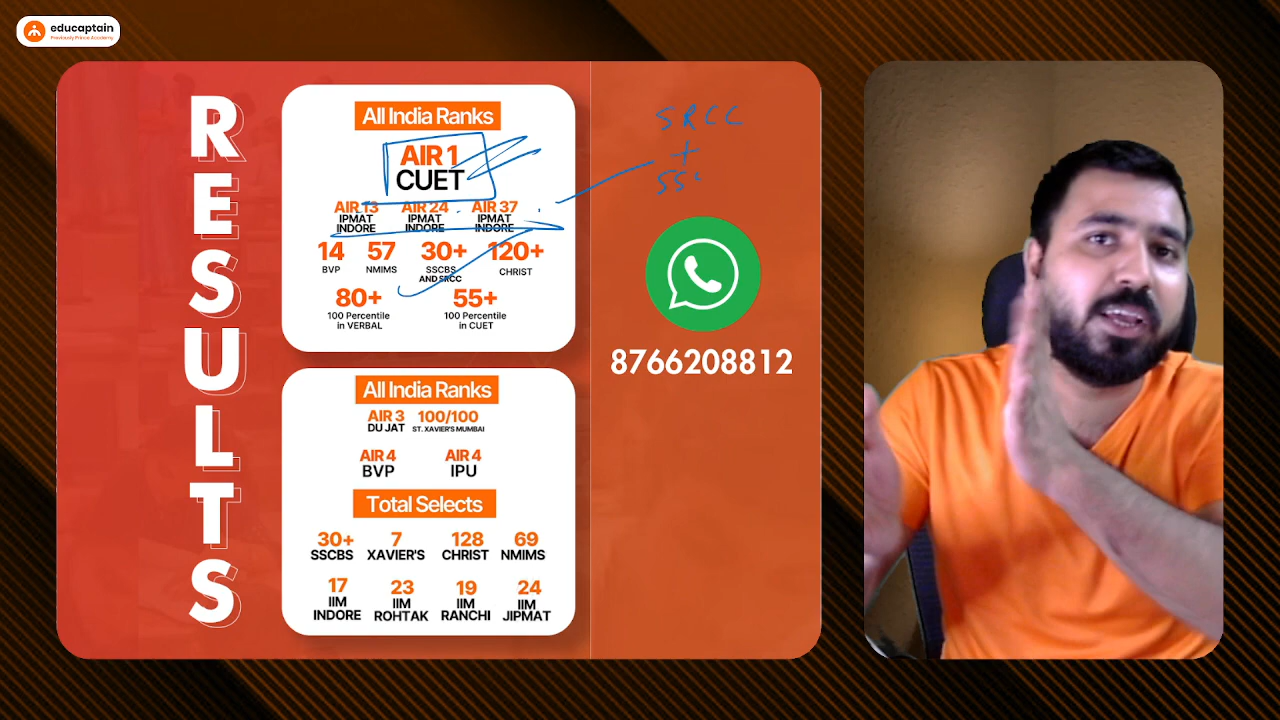 educaptain
Previously Prince Academy
RESULTS
All India Ranks
AIR 1
CUET
AIR 13 AIR 24 AIR 37
IPMAT INDORE IPMAT INDORE IPMAT INDORE
14 57 30+ 120+
BVP NMIMS SSCBS AND SRCC CHRIST
80+ 55+
100 Percentile in VERBAL 100 Percentile in CUET
All India Ranks
AIR 3 100/100
DU JAT ST. XAVIER'S MUMBAI
AIR 4 AIR 4
BVP IPU
Total Selects
30+ 7 128 69
SSCBS XAVIER'S CHRIST NMIMS
17 23 19 24
IIM INDORE IIM ROHTAK IIM RANCHI IIM JIPMAT
SRCC
+
8766208812